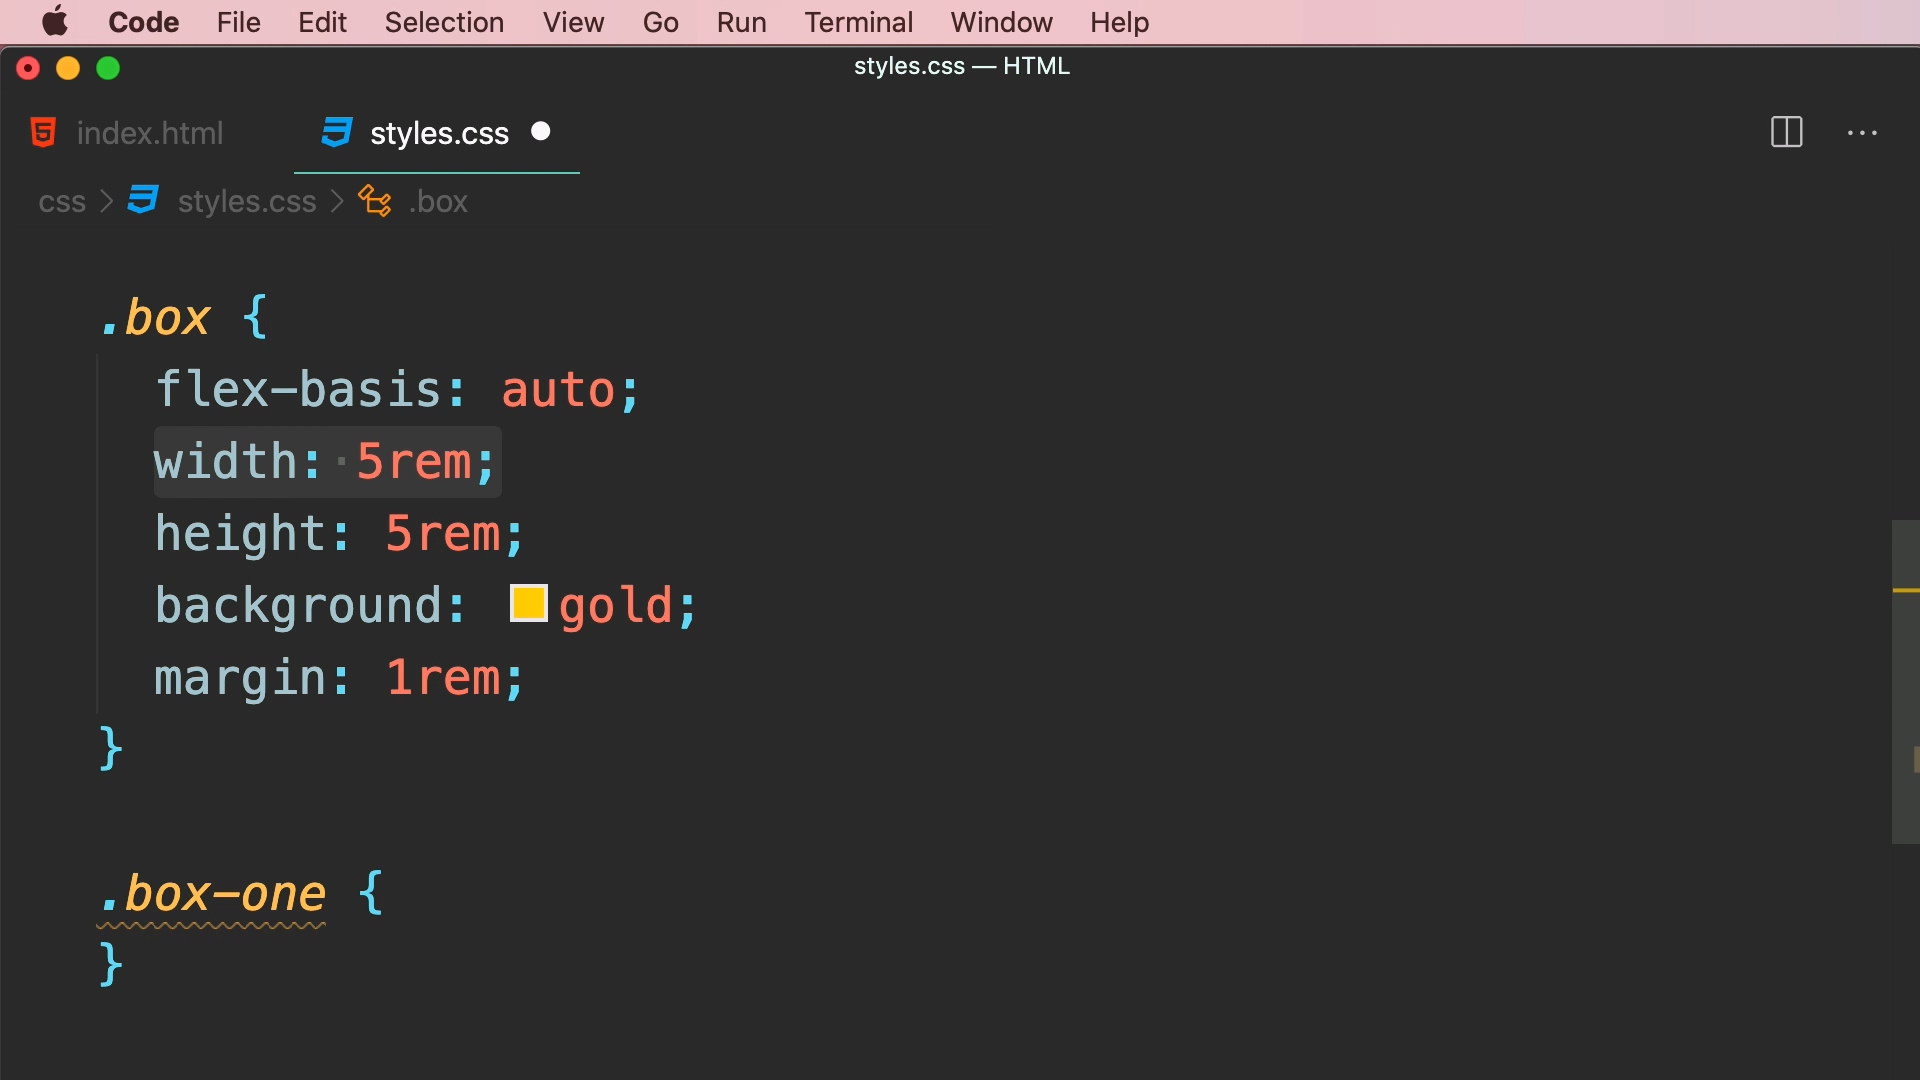 Code File Edit Selection View Go Run Terminal Window Help
styles.css — HTML
index.html styles.css
css > styles.css > .box
.box {
flex-basis: auto;
width: 5rem;
height: 5rem;
background: gold;
margin: 1rem;
}
.box-one {
}